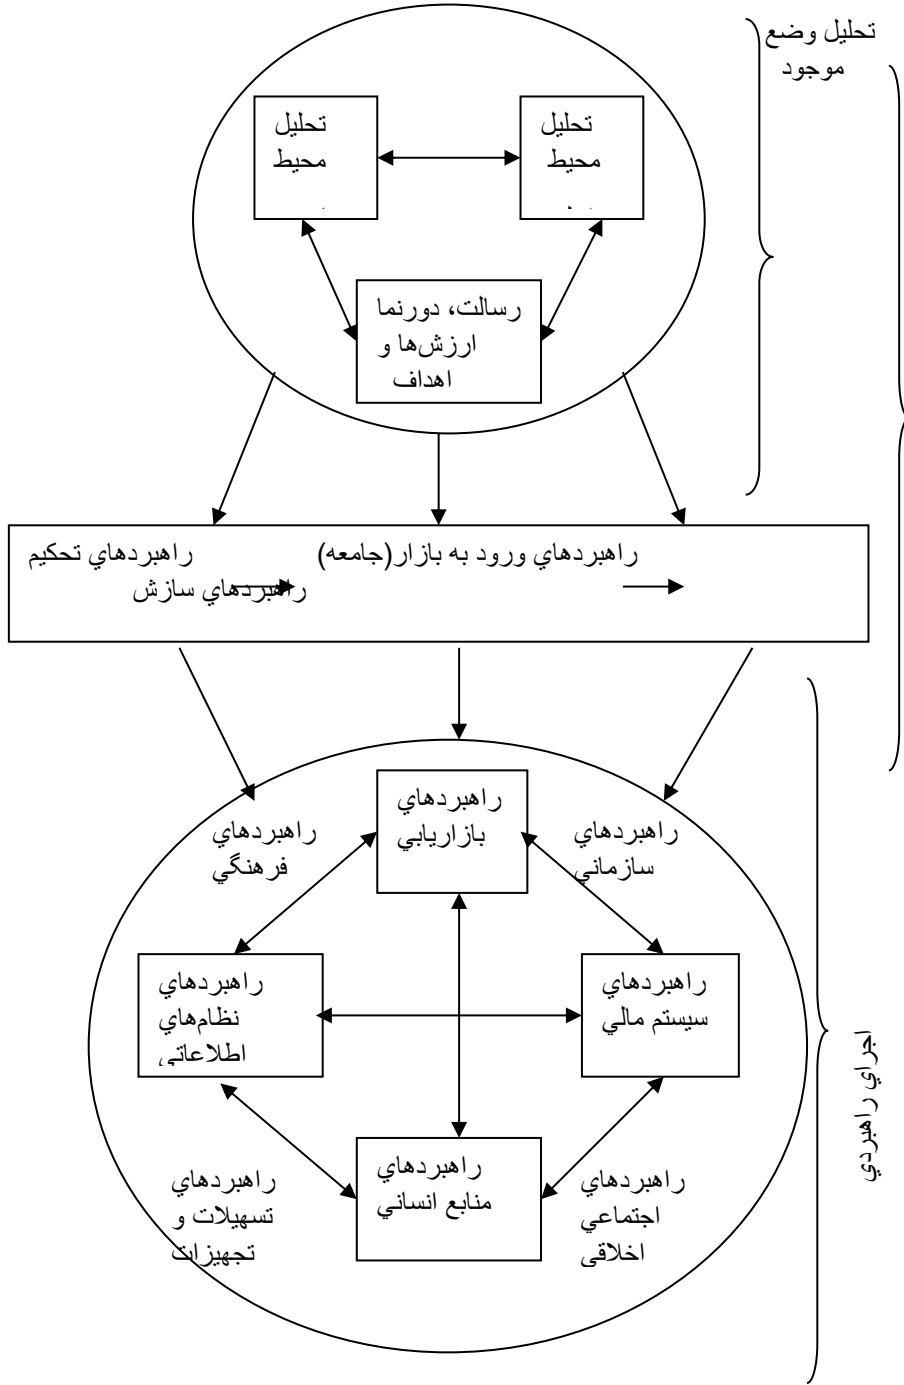 تحليل وضع
موجود
تحليل
محيط
تحليل
محيط
رسالت، دورنما
ارزش‌ها و
اهداف
راهبردهاي ورود به بازار(جامعه)
راهبردهاي تحكيم
راهبردهاي سازش
راهبردهاي
بازاريابي
راهبردهاي
سازماني
راهبردهاي
فرهنگي
راهبردهاي
سيستم مالي
راهبردهاي
نظام‌هاي
اطلاعاتي
راهبردهاي
منابع انساني
راهبردهاي
اجتماعي
اخلاقي
راهبردهاي
تسهيلات و
تجهيزات
اجراي راهبردي